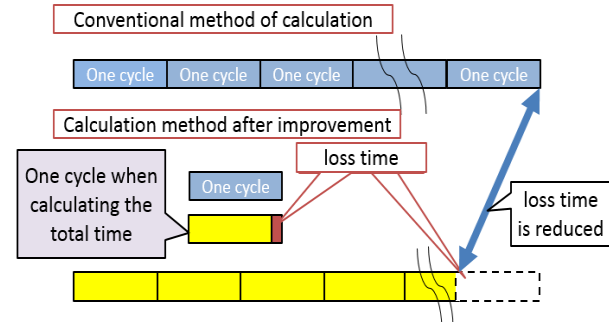 Conventional method of calculation
One cycle
One cycle
One cycle
One cycle
Calculation method after improvement
loss time
One cycle when
calculating the
total time
One cycle
loss time
is reduced